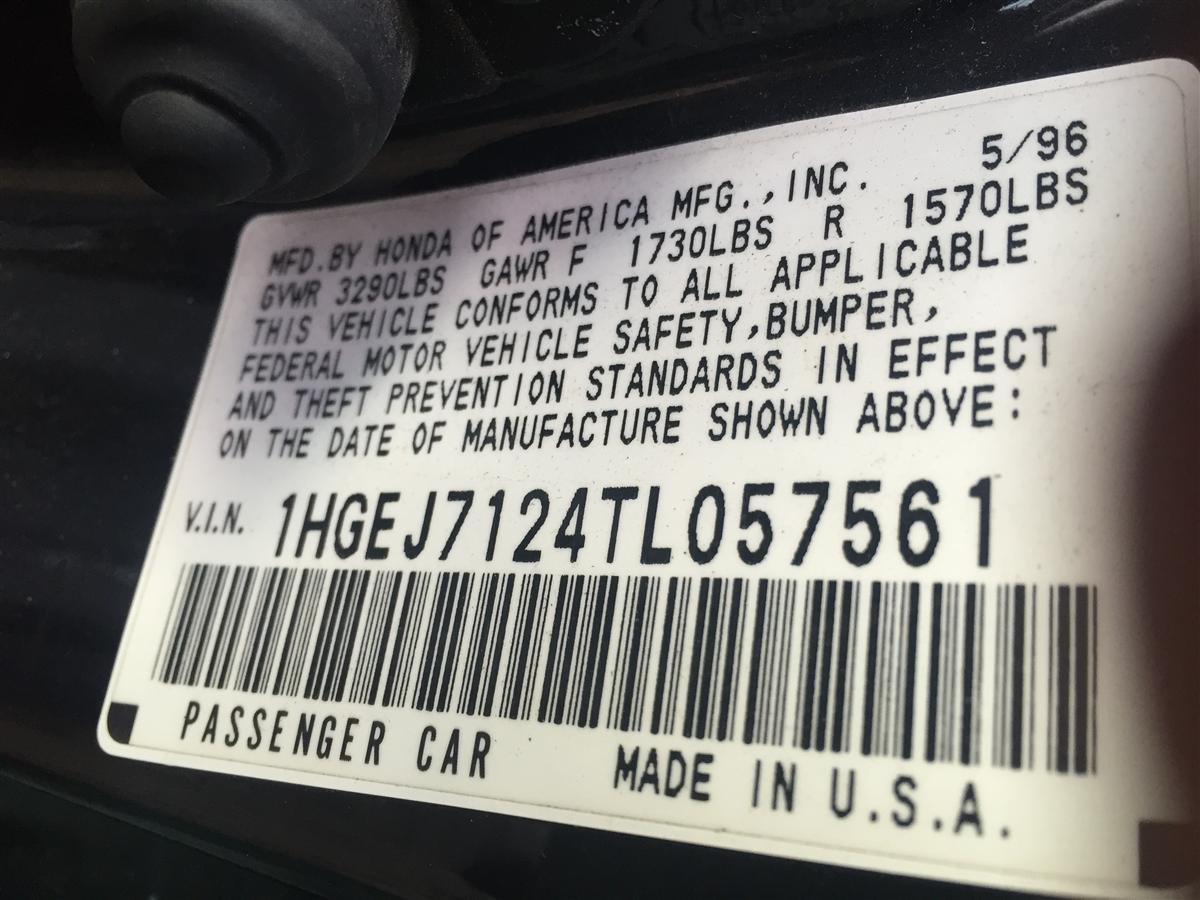 5/96
MFD.BY HONDA OF AMERICA MFG.,INC.
GVWR 3290LBS GAWR F 1730LBS R 1570LBS
THIS VEHICLE CONFORMS TO ALL APPLICABLE
FEDERAL MOTOR VEHICLE SAFETY,BUMPER,
AND THEFT PREVENTION STANDARDS IN EFFECT
ON THE DATE OF MANUFACTURE SHOWN ABOVE:
V.I.N. 1HGEJ7124TL057561
PASSENGER CAR MADE IN U.S.A.